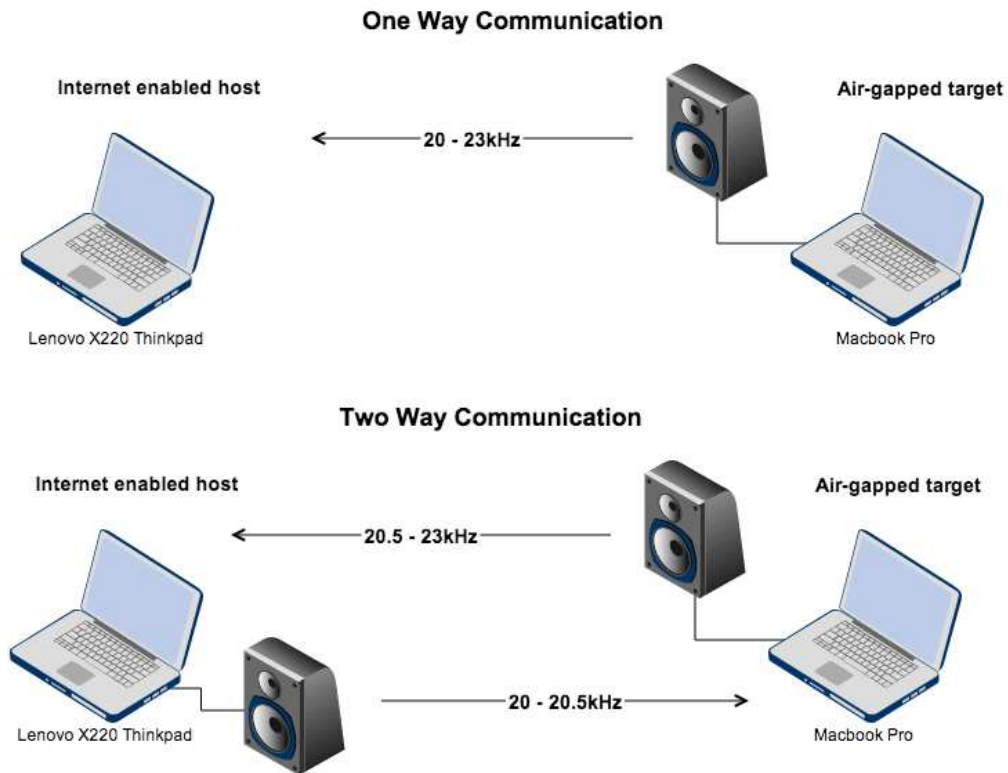 One Way Communication
Internet enabled host
Air-gapped target
20 - 23kHz
Lenovo X220 Thinkpad
Macbook Pro
Two Way Communication
Internet enabled host
Air-gapped target
20.5 - 23kHz
20 - 20.5kHz
Lenovo X220 Thinkpad
Macbook Pro